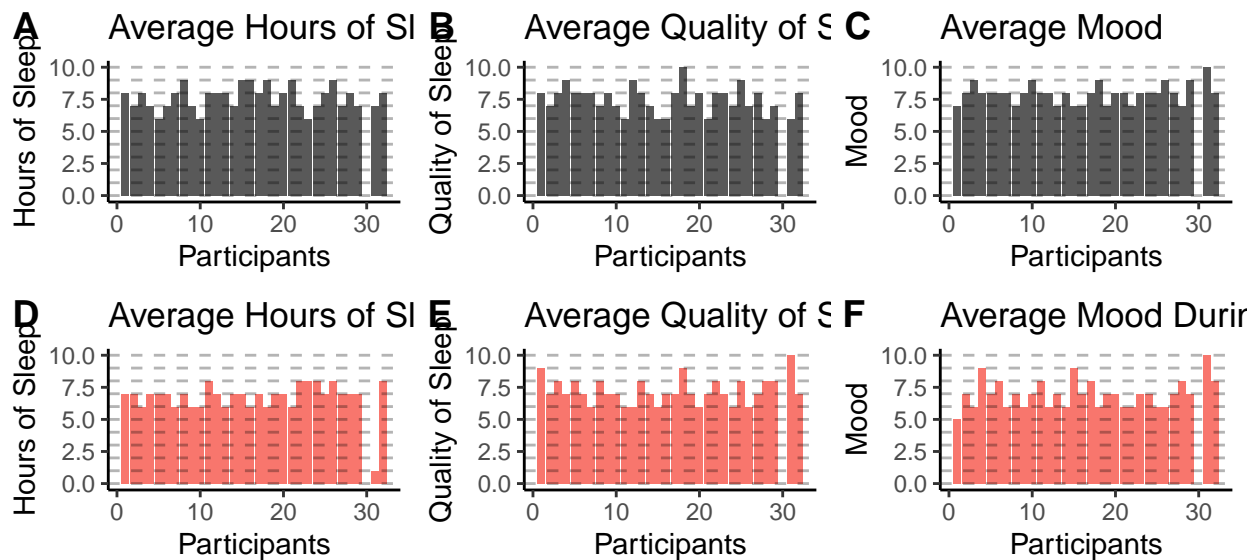 A Average Hours of Sl
Hours of Sleep
10.0
7.5
5.0
2.5
0.0
0 10 20 30
Participants
B Average Quality of S
Quality of Sleep
10.0
7.5
5.0
2.5
0.0
0 10 20 30
Participants
C Average Mood
Mood
10.0
7.5
5.0
2.5
0.0
0 10 20 30
Participants
D Average Hours of Sl
Hours of Sleep
10.0
7.5
5.0
2.5
0.0
0 10 20 30
Participants
E Average Quality of S
Quality of Sleep
10.0
7.5
5.0
2.5
0.0
0 10 20 30
Participants
F Average Mood Durin
Mood
10.0
7.5
5.0
2.5
0.0
0 10 20 30
Participants